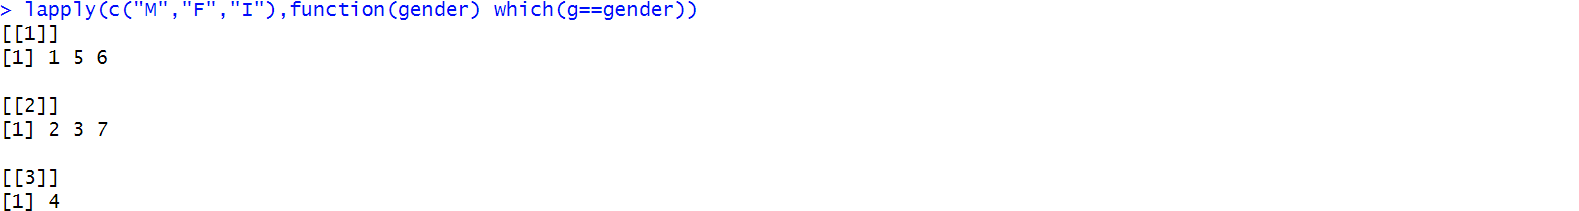 > lapply(c("M","F","I"),function(gender) which(g==gender))
[[1]]
[1] 1 5 6
[[2]]
[1] 2 3 7
[[3]]
[1] 4